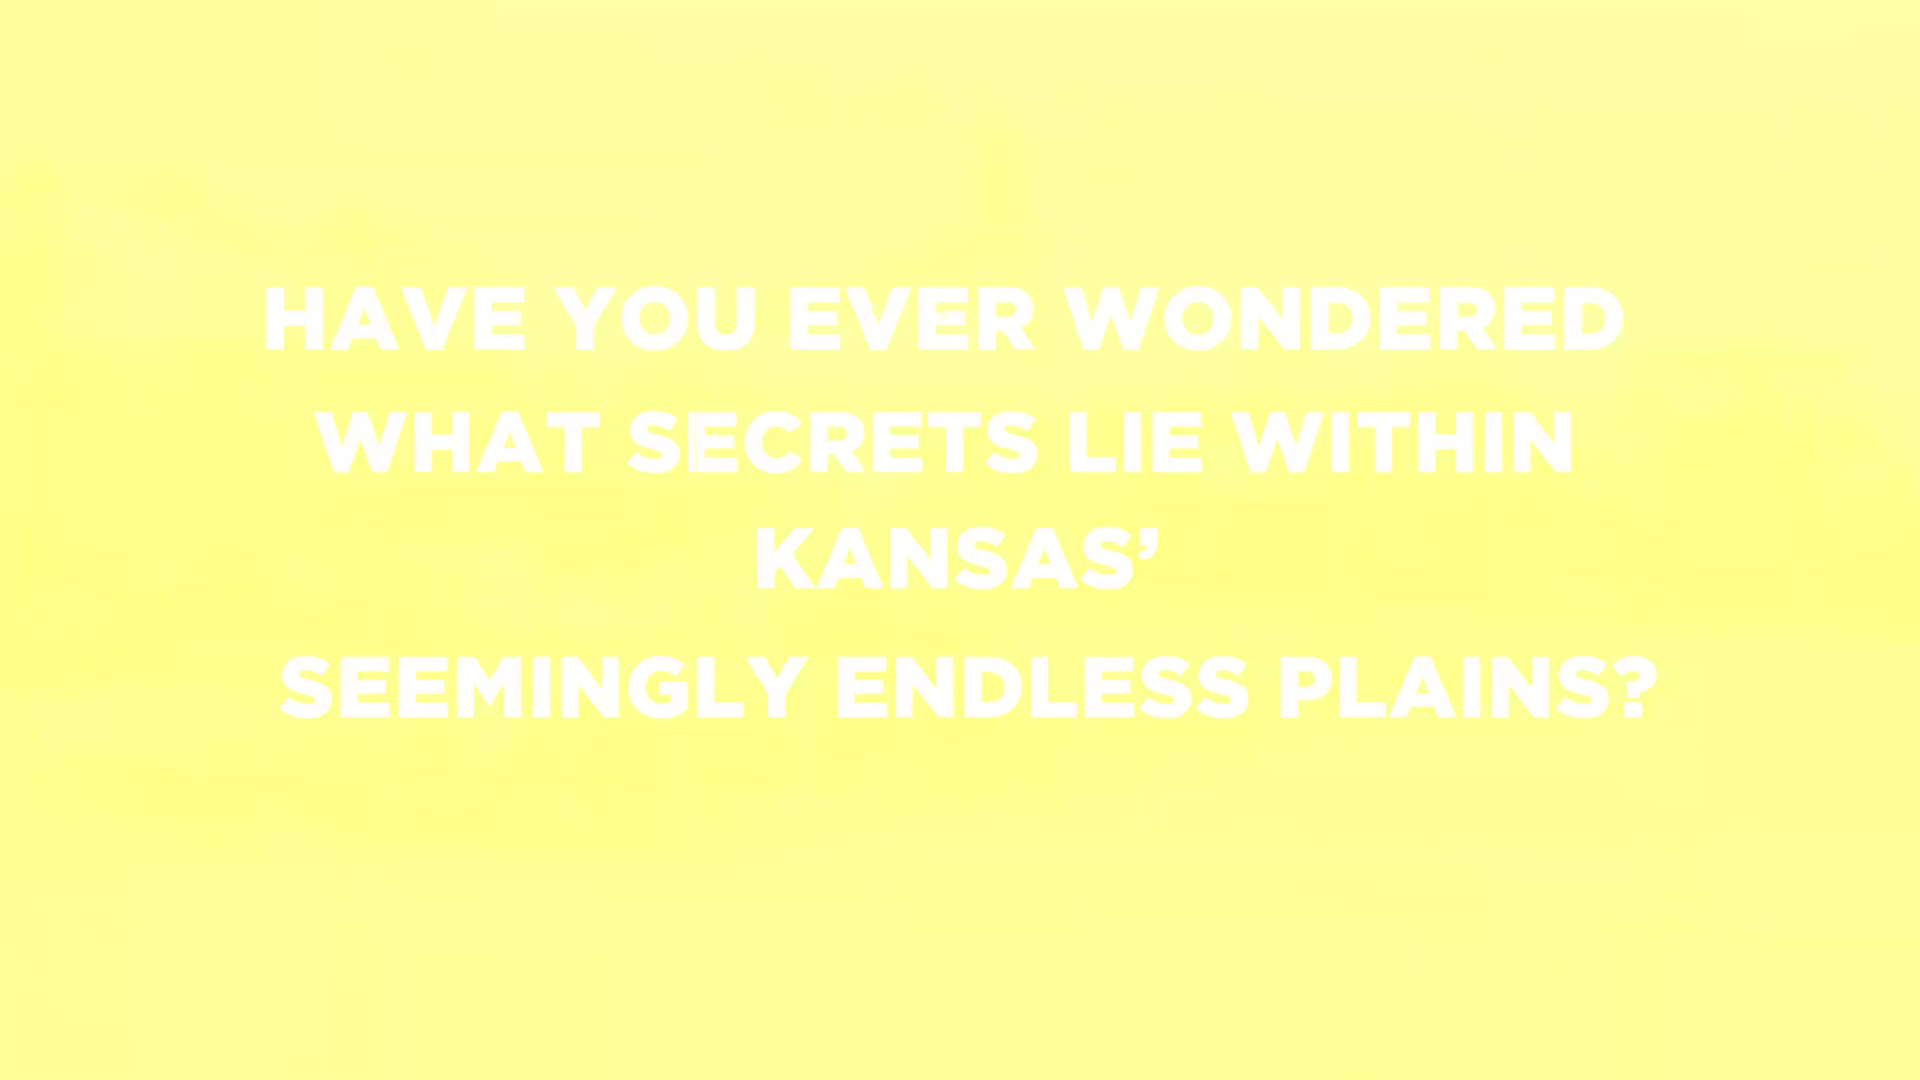 HAVE YOU EVER WONDERED
WHAT SECRETS LIE WITHIN
KANSAS’
SEEMINGLY ENDLESS PLAINS?